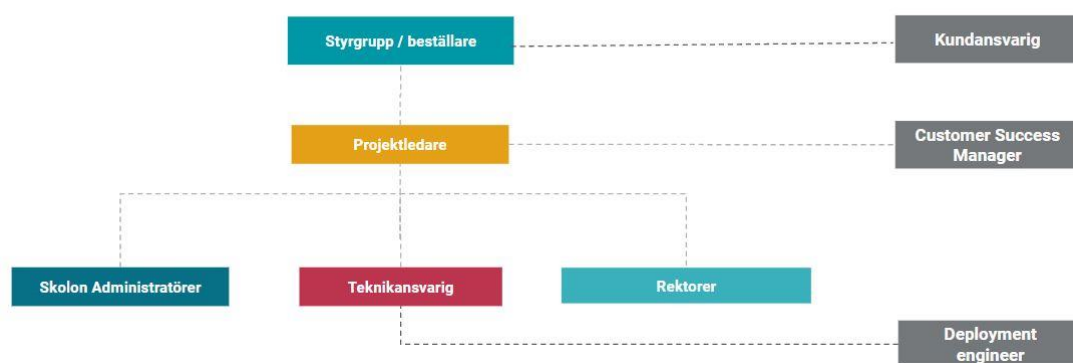 Styrgrupp / beställare
Kundansvarig
Projektledare
Customer Success
Manager
Skolon Administratörer
Teknikansvarig
Rektorer
Deployment
engineer